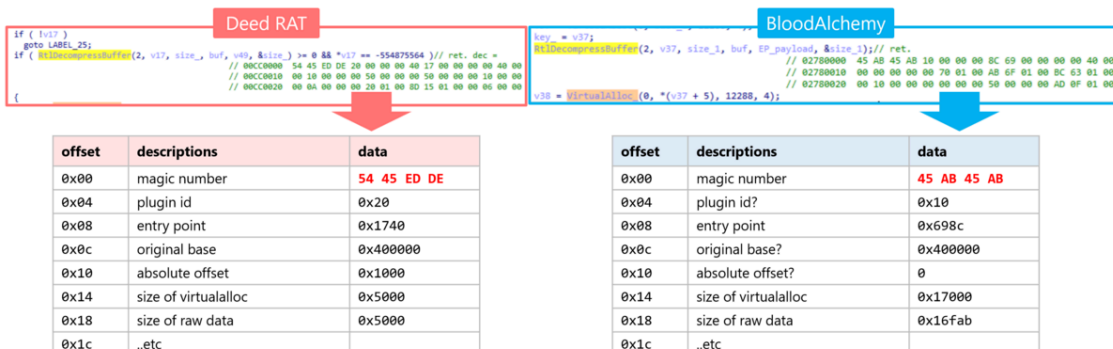 Deed RAT
if ( !v17 )
goto LABEL_25;
if ( RtlDecompressBuffer(2, v17, size_, buf, v49, &size_) >= 0 && *v17 == -554875564 )// ret. dec =
// 00CC0000 54 45 ED DE 20 00 00 00 40 17 00 00 00 00 40 00
// 00CC0010 00 10 00 00 00 50 00 00 00 50 00 00 00 10 00 00
// 00CC0020 00 0A 00 00 00 20 01 00 8D 15 01 00 00 06 00 00
{
offset descriptions data
0x00 magic number 54 45 ED DE
0x04 plugin id 0x20
0x08 entry point 0x1740
0x0c original base 0x400000
0x10 absolute offset 0x1000
0x14 size of virtualalloc 0x5000
0x18 size of raw data 0x5000
0x1c ..etc
BloodAlchemy
key_ = v37;
RtlDecompressBuffer(2, v37, size_1, buf, EP_payload, &size_1);// ret.
// 02780000 45 AB 45 AB 10 00 00 00 8C 69 00 00 00 00 40 00
// 02780010 00 00 00 00 00 70 01 00 AB 6F 01 00 BC 63 01 00
// 02780020 00 10 00 00 00 00 00 00 50 00 00 00 AD 0F 01 00
v38 = VirtualAlloc_(0, *(v37 + 5), 12288, 4);
offset descriptions data
0x00 magic number 45 AB 45 AB
0x04 plugin id? 0x10
0x08 entry point 0x698c
0x0c original base? 0x400000
0x10 absolute offset? 0
0x14 size of virtualalloc 0x17000
0x18 size of raw data 0x16fab
0x1c ..etc